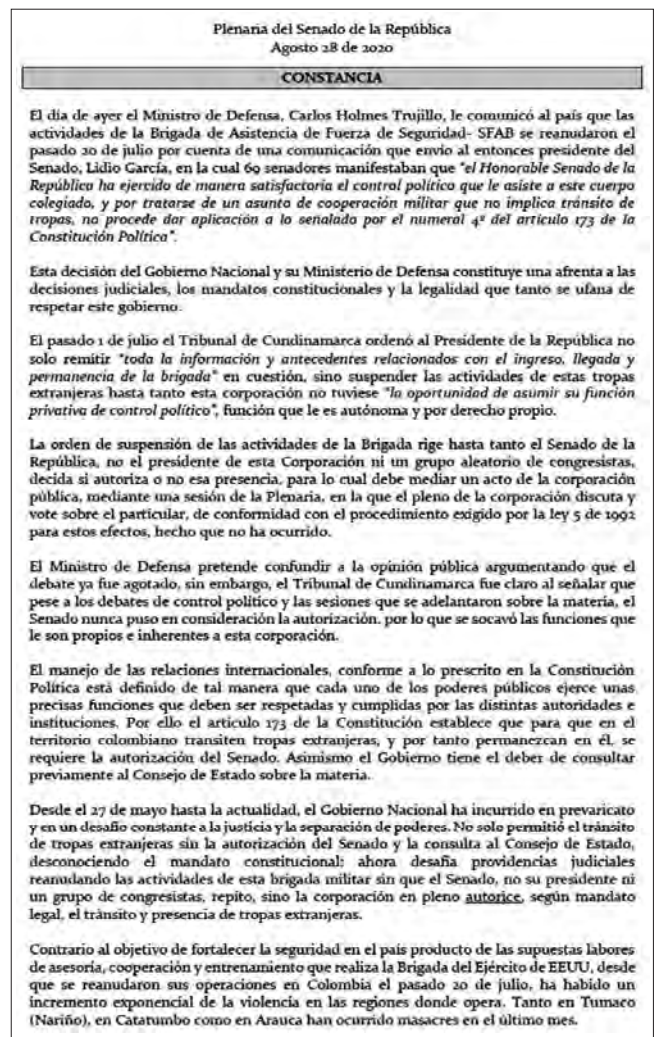 Plenaria del Senado de la República
Agosto 28 de 2020
CONSTANCIA
El día de ayer el Ministro de Defensa, Carlos Holmes Trujillo, le comunicó al país que las
actividades de la Brigada de Asistencia de Fuerza de Seguridad- SFAB se reanudaron el
pasado 20 de julio por cuenta de una comunicación que envío al entonces presidente del
Senado, Lidio García, en la cual 69 senadores manifestaban que "el Honorable Senado de la
República ha ejercido de manera satisfactoria el control político que le asiste a este cuerpo
colegiado, y por tratarse de un asunto de cooperación militar que no implica tránsito de
tropas, no procede dar aplicación a lo señalado por el numeral 4º del artículo 173 de la
Constitución Política".
Esta decisión del Gobierno Nacional y su Ministerio de Defensa constituye una afrenta a las
decisiones judiciales, los mandatos constitucionales y la legalidad que tanto se ufana de
respetar este gobierno.
El pasado 1 de julio el Tribunal de Cundinamarca ordenó al Presidente de la República no
solo remitir "toda la información y antecedentes relacionados con el ingreso, llegada y
permanencia de la brigada" en cuestión, sino suspender las actividades de estas tropas
extranjeras hasta tanto esta corporación no tuviese "la oportunidad de asumir su función
privativa de control político", función que le es autónoma y por derecho propio.
La orden de suspensión de las actividades de la Brigada rige hasta tanto el Senado de la
República, no el presidente de esta Corporación ni un grupo aleatorio de congresistas,
decida si autoriza o no esa presencia, para lo cual debe mediar un acto de la corporación
pública, mediante una sesión de la Plenaria, en la que el pleno de la corporación discuta y
vote sobre el particular, de conformidad con el procedimiento exigido por la ley 5 de 1992
para estos efectos, hecho que no ha ocurrido.
El Ministro de Defensa pretende confundir a la opinión pública argumentando que el
debate ya fue agotado, sin embargo, el Tribunal de Cundinamarca fue claro al señalar que
pese a los debates de control político y las sesiones que se adelantaron sobre la materia, el
Senado nunca puso en consideración la autorización. por lo que se socavó las funciones que
le son propios e inherentes a esta corporación.
El manejo de las relaciones internacionales, conforme a lo prescrito en la Constitución
Política está definido de tal manera que cada uno de los poderes públicos ejerce unas
precisas funciones que deben ser respetadas y cumplidas por las distintas autoridades e
instituciones. Por ello el artículo 173 de la Constitución establece que para que en el
territorio colombiano transiten tropas extranjeras, y por tanto permanezcan en él, se
requiere la autorización del Senado. Asimismo el Gobierno tiene el deber de consultar
previamente al Consejo de Estado sobre la materia.
Desde el 27 de mayo hasta la actualidad, el Gobierno Nacional ha incurrido en prevaricato
y en un desafío constante a la justicia y la separación de poderes. No solo permitió el tránsito
de tropas extranjeras sin la autorización del Senado y la consulta al Consejo de Estado,
desconociendo el mandato constitucional; ahora desafía providencias judiciales
reanudando las actividades de esta brigada militar sin que el Senado, no su presidente ni
un grupo de congresistas, repito, sino la corporación en pleno autorice, según mandato
legal, el tránsito y presencia de tropas extranjeras.
Contrario al objetivo de fortalecer la seguridad en el país producto de las supuestas labores
de asesoría, cooperación y entrenamiento que realiza la Brigada del Ejército de EEUU, desde
que se reanudaron sus operaciones en Colombia el pasado 20 de julio, ha habido un
incremento exponencial de la violencia en las regiones donde opera. Tanto en Tumaco
(Nariño), en Catatumbo como en Arauca han ocurrido masacres en el último mes.